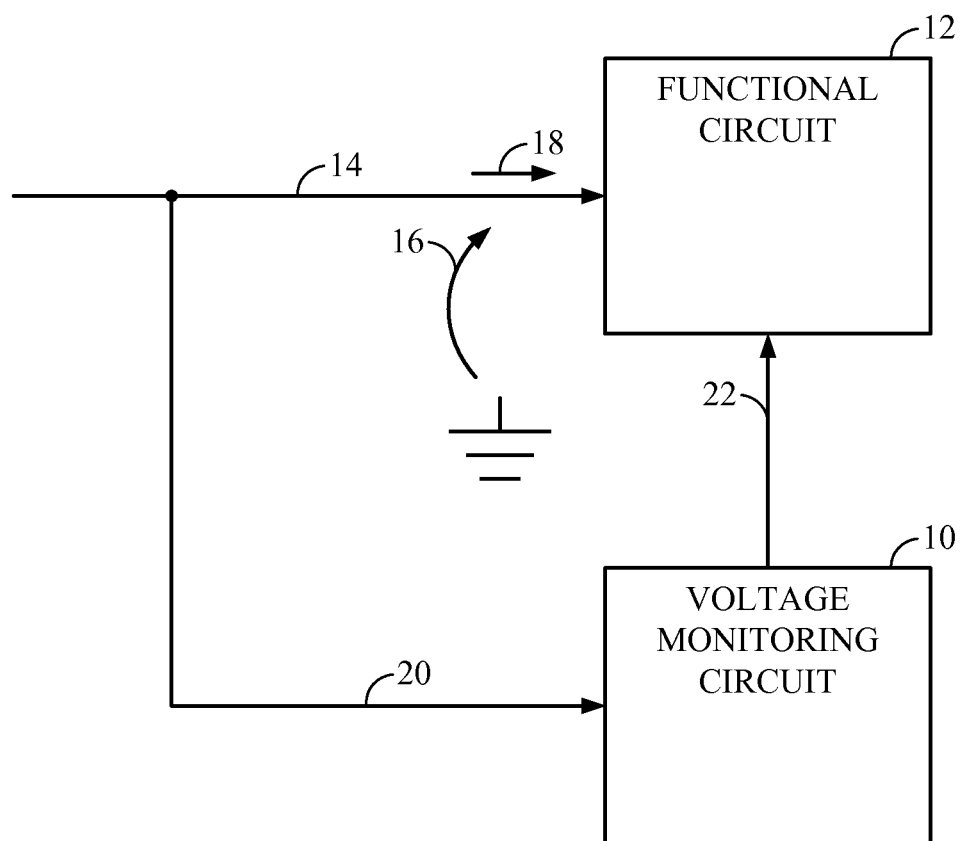 12
FUNCTIONAL
CIRCUIT
18
14
16
22
10
VOLTAGE
MONITORING
CIRCUIT
20